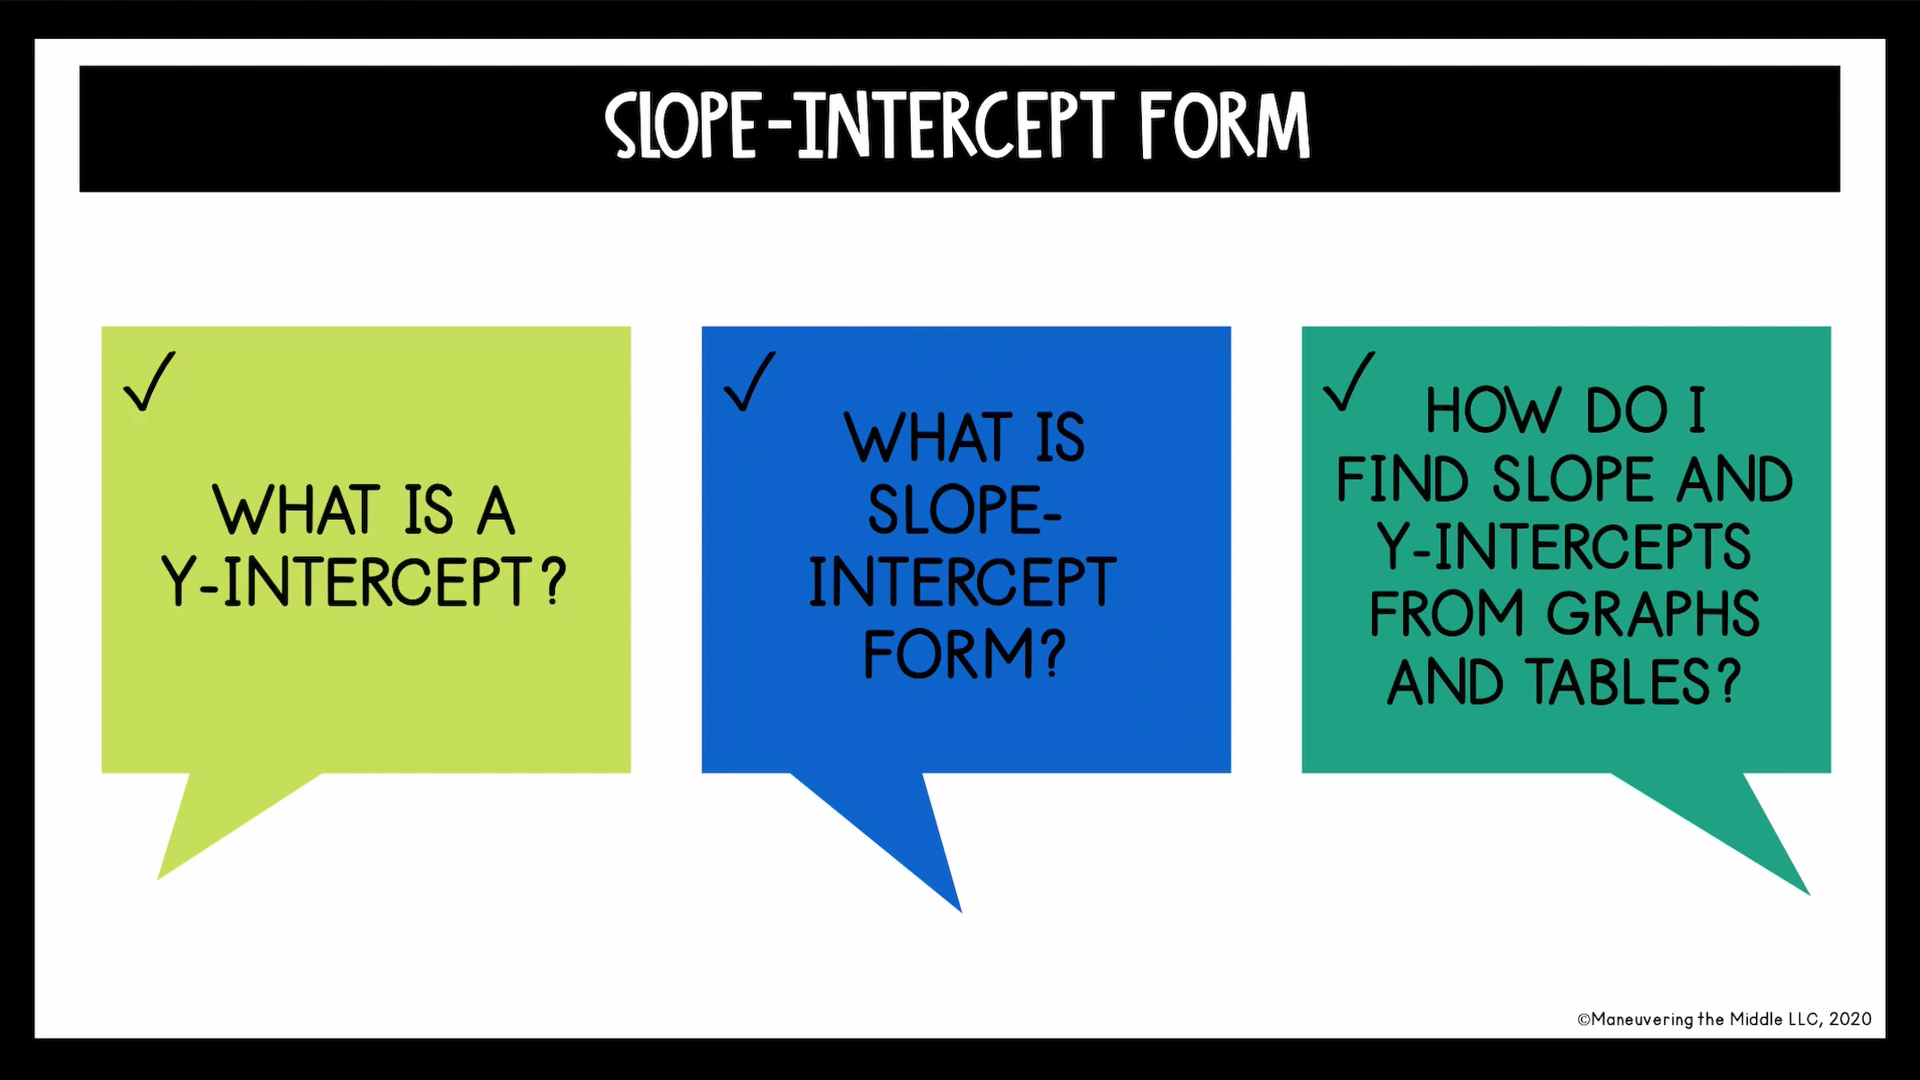 SLOPE-INTERCEPT FORM
✓
WHAT IS A
Y-INTERCEPT?
✓
WHAT IS
SLOPE-
INTERCEPT
FORM?
✓
HOW DO I
FIND SLOPE AND
Y-INTERCEPTS
FROM GRAPHS
AND TABLES?
©Maneuvering the Middle LLC, 2020